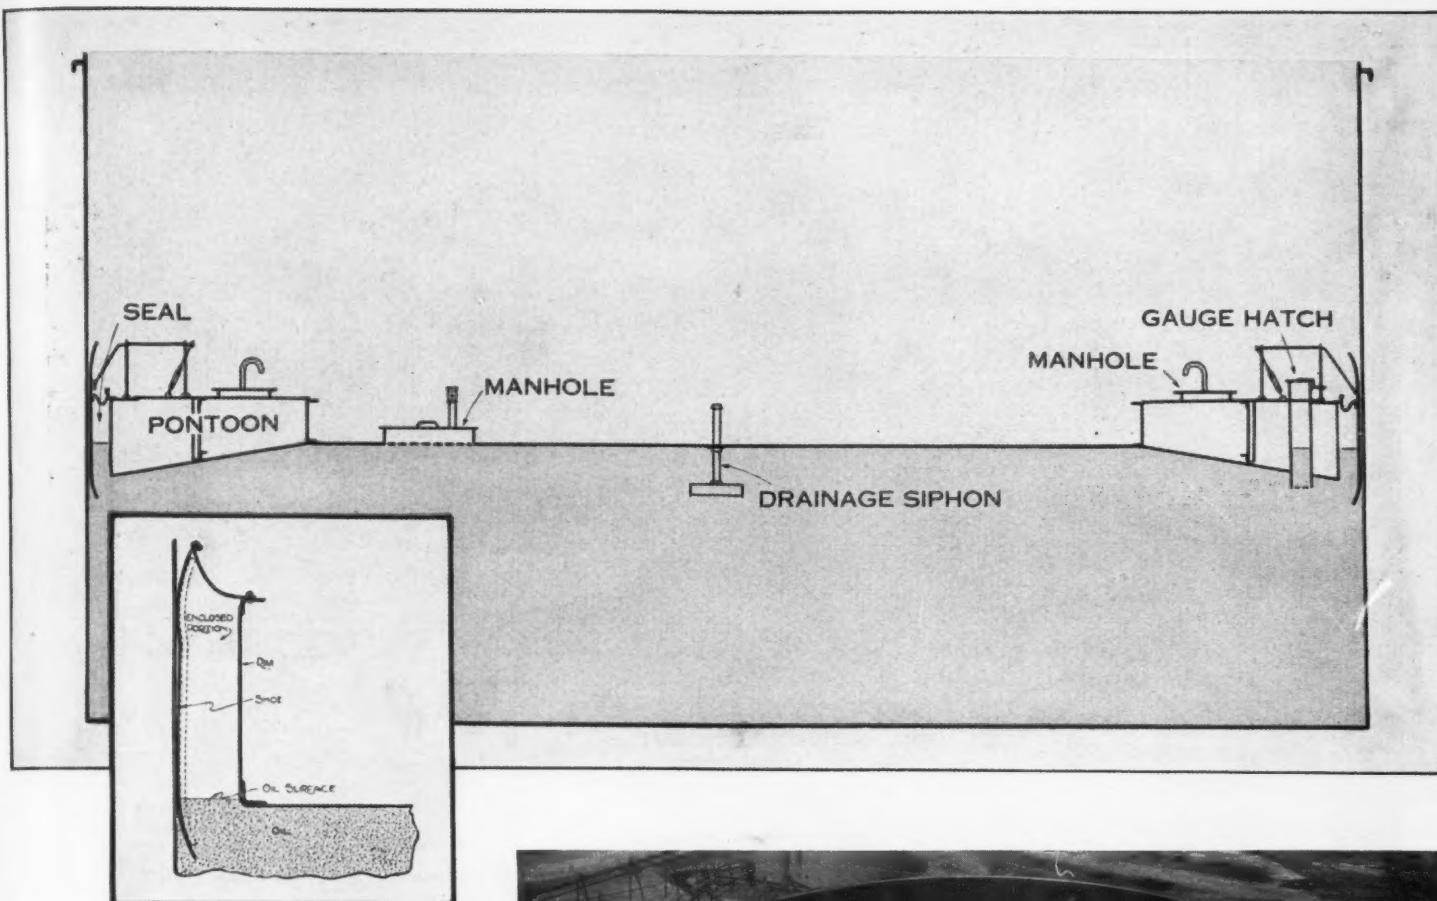 SEAL
GAUGE HATCH
MANHOLE
MANHOLE
PONTOON
DRAINAGE SIPHON
ENCLOSED
PORTION
RIM
SHOE
OIL SURFACE
OIL